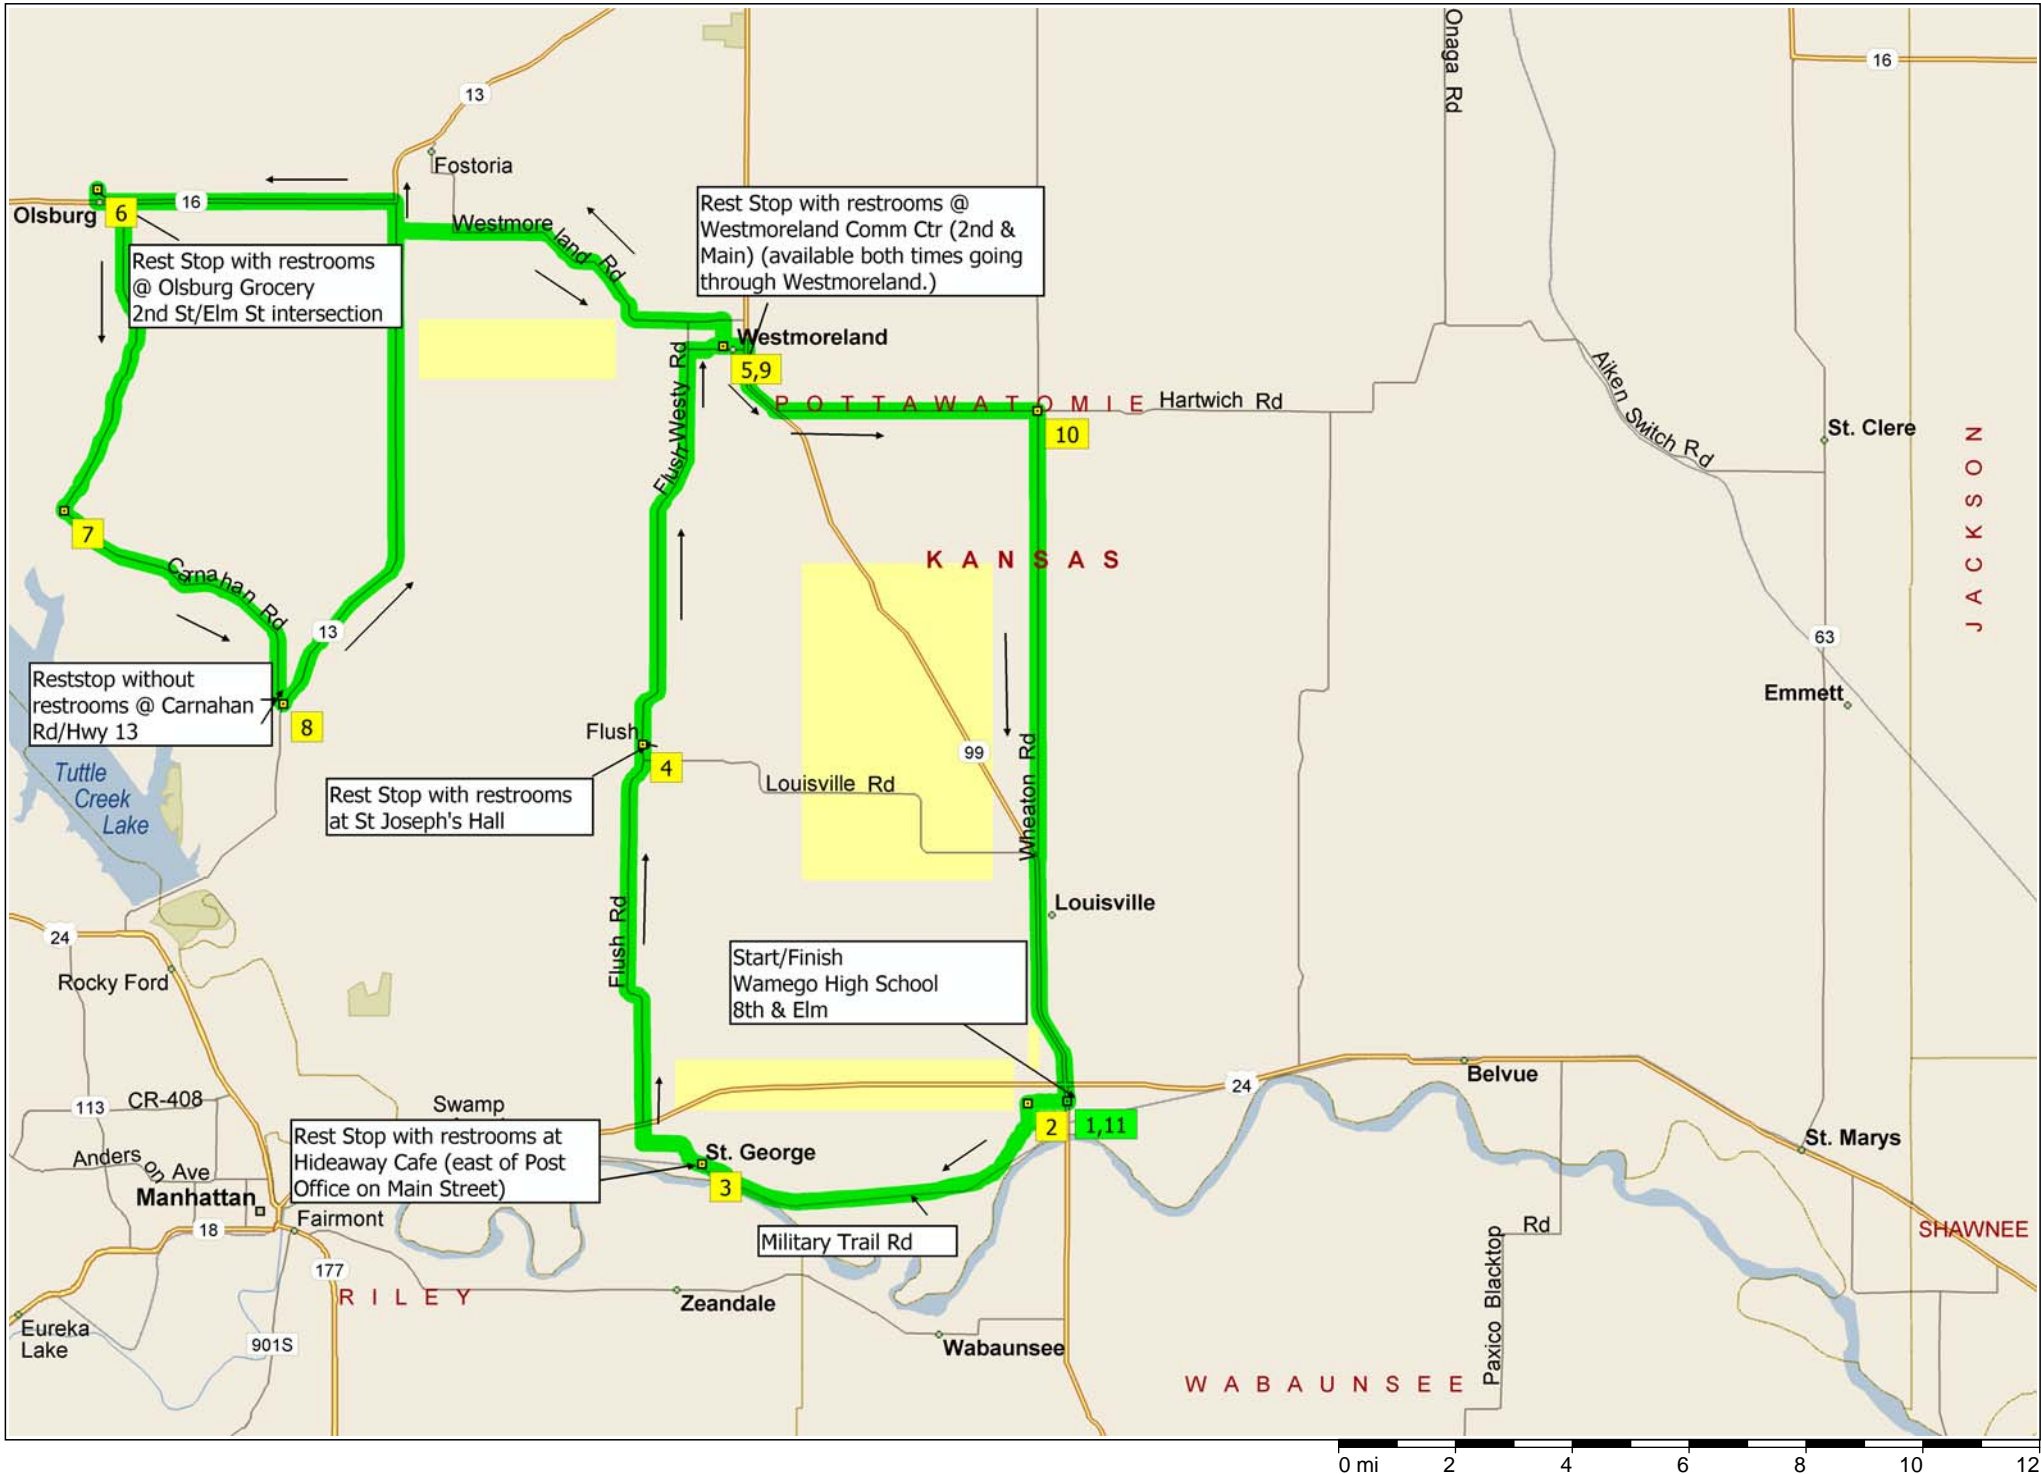 Onaga Rd
16
13
Fostoria
Olsburg
6
16
Westmoreland Rd
Rest Stop with restrooms @
Westmoreland Comm Ctr (2nd &
Main) (available both times going
through Westmoreland.)
Rest Stop with restrooms
@ Olsburg Grocery
2nd St/Elm St intersection
Westmoreland
5,9
Flush Westy Rd
POTTAWATOMIE
Hartwich Rd
10
Aiken Switch Rd
St. Clere
JACKSON
7
KANSAS
Carnahan Rd
13
63
Reststop without
restrooms @ Carnahan
Rd/Hwy 13
8
Emmett
Flush
4
99
Wheaton Rd
Louisville Rd
Tuttle
Creek
Lake
Rest Stop with restrooms
at St Joseph's Hall
Flush Rd
Louisville
24
Rocky Ford
Start/Finish
Wamego High School
8th & Elm
24
Belvue
113
CR-408
Swamp
2
1,11
Rest Stop with restrooms at
Hideaway Cafe (east of Post
Office on Main Street)
St. George
St. Marys
Anderson Ave
Manhattan
3
18
Fairmont
Military Trail Rd
Rd
SHAWNEE
177
RILEY
Zeandale
Paxico Blacktop
Eureka
Lake
901S
Wabaunsee
WABAUNSEE
0 mi 2 4 6 8 10 12